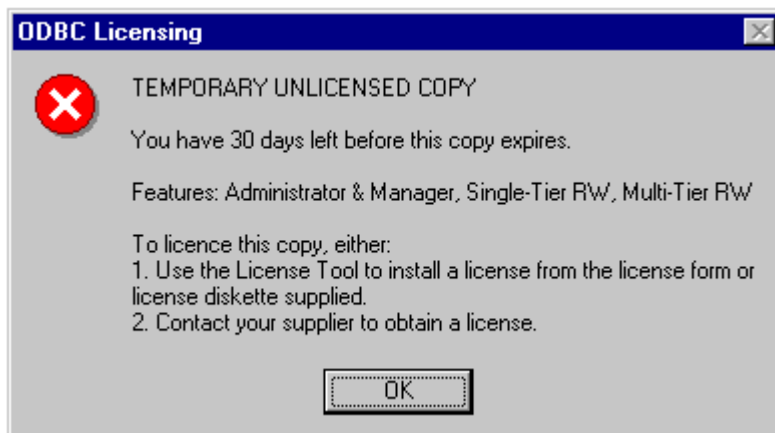 ODBC Licensing
TEMPORARY UNLICENSED COPY
You have 30 days left before this copy expires.
Features: Administrator & Manager, Single-Tier RW, Multi-Tier RW
To licence this copy, either:
1. Use the License Tool to install a license from the license form or
license diskette supplied.
2. Contact your supplier to obtain a license.
OK